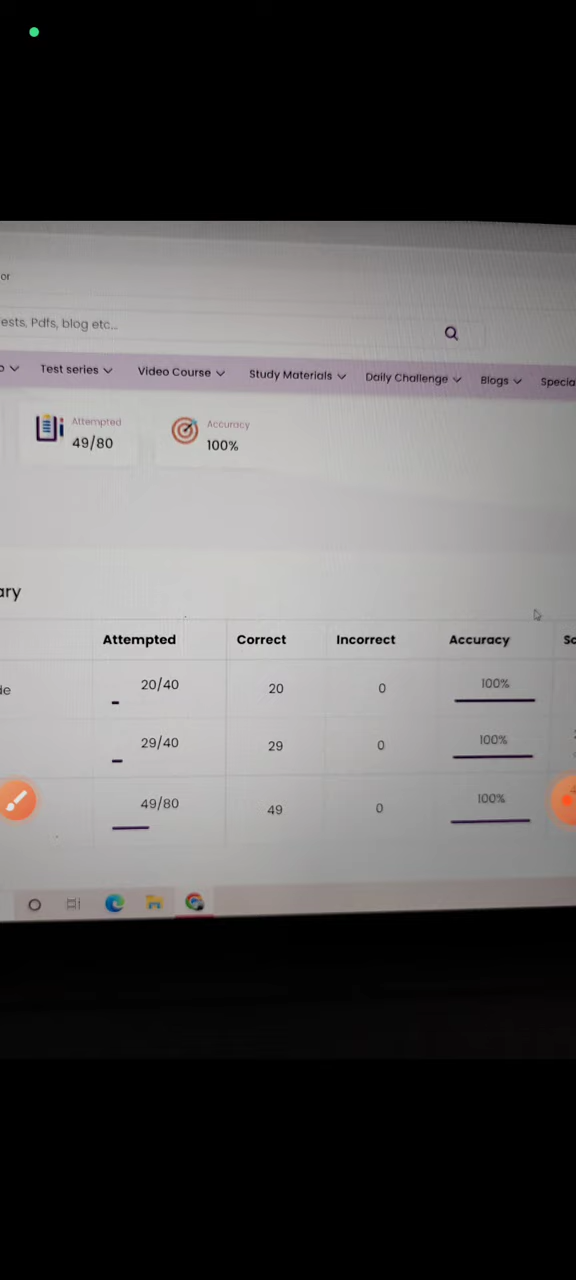 or
ests, Pdfs, blog etc...
Test series Video Course Study Materials Daily Challenge Blogs Specia
Attempted
49/80
Accuracy
100%
ary
Attempted Correct Incorrect Accuracy Sc
de 20/40 20 0 100%
29/40 29 0 100%
49/80 49 0 100%